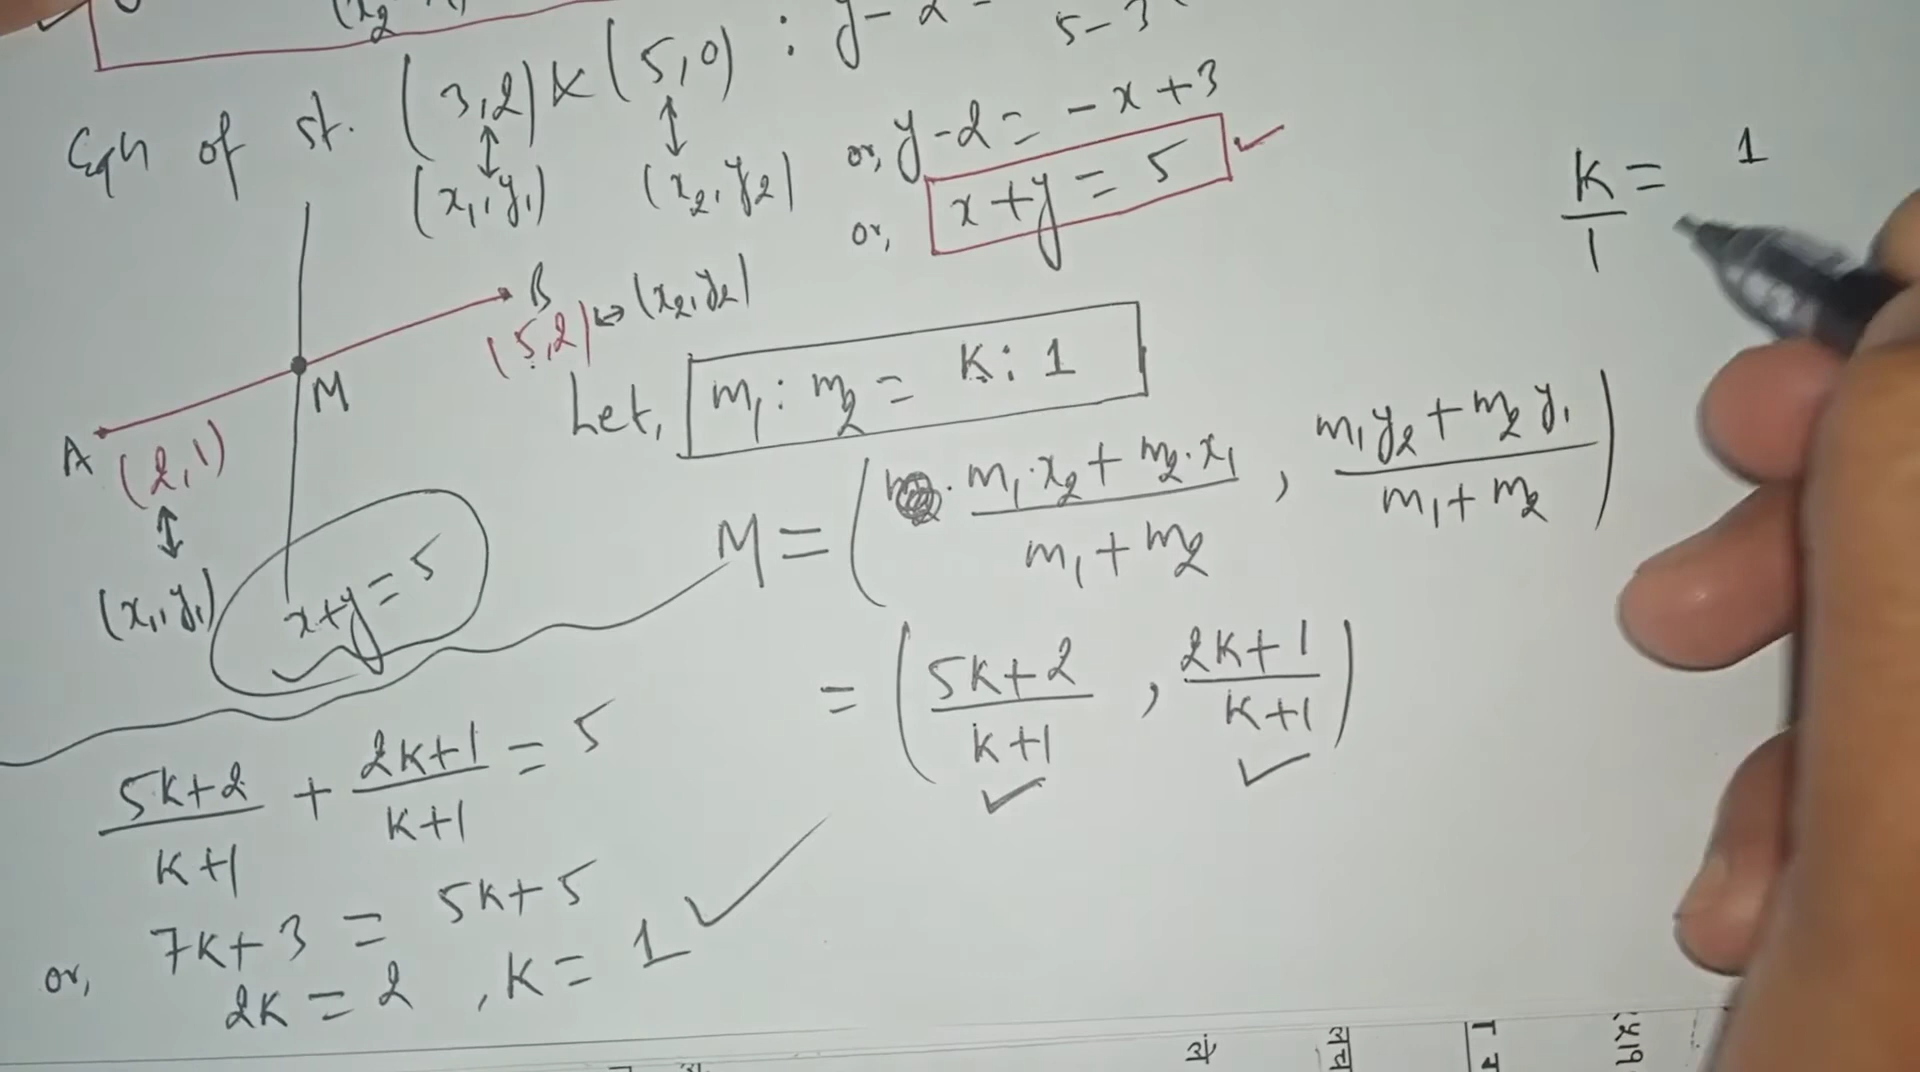 (x2
y-2
5-3
Eqn of st. (3,2) & (5,0) :
(x1,y1) (x2,y2)
or, y-2 = -x+3
or, x+y = 5
K/1 = 1
B
(5,2) ↔ (x2,y2)
M
A
(2,1)
(x1,y1)
x+y=5
Let, m1 : m2 = K : 1
M = ( m1·x2 + m2·x1 / m1 + m2 , m1y2 + m2y1 / m1 + m2 )
= ( 5K+2 / K+1 , 2K+1 / K+1 )
5K+2 / K+1 + 2K+1 / K+1 = 5
or, 7K+3 = 5K+5
2K = 2 , K = 1